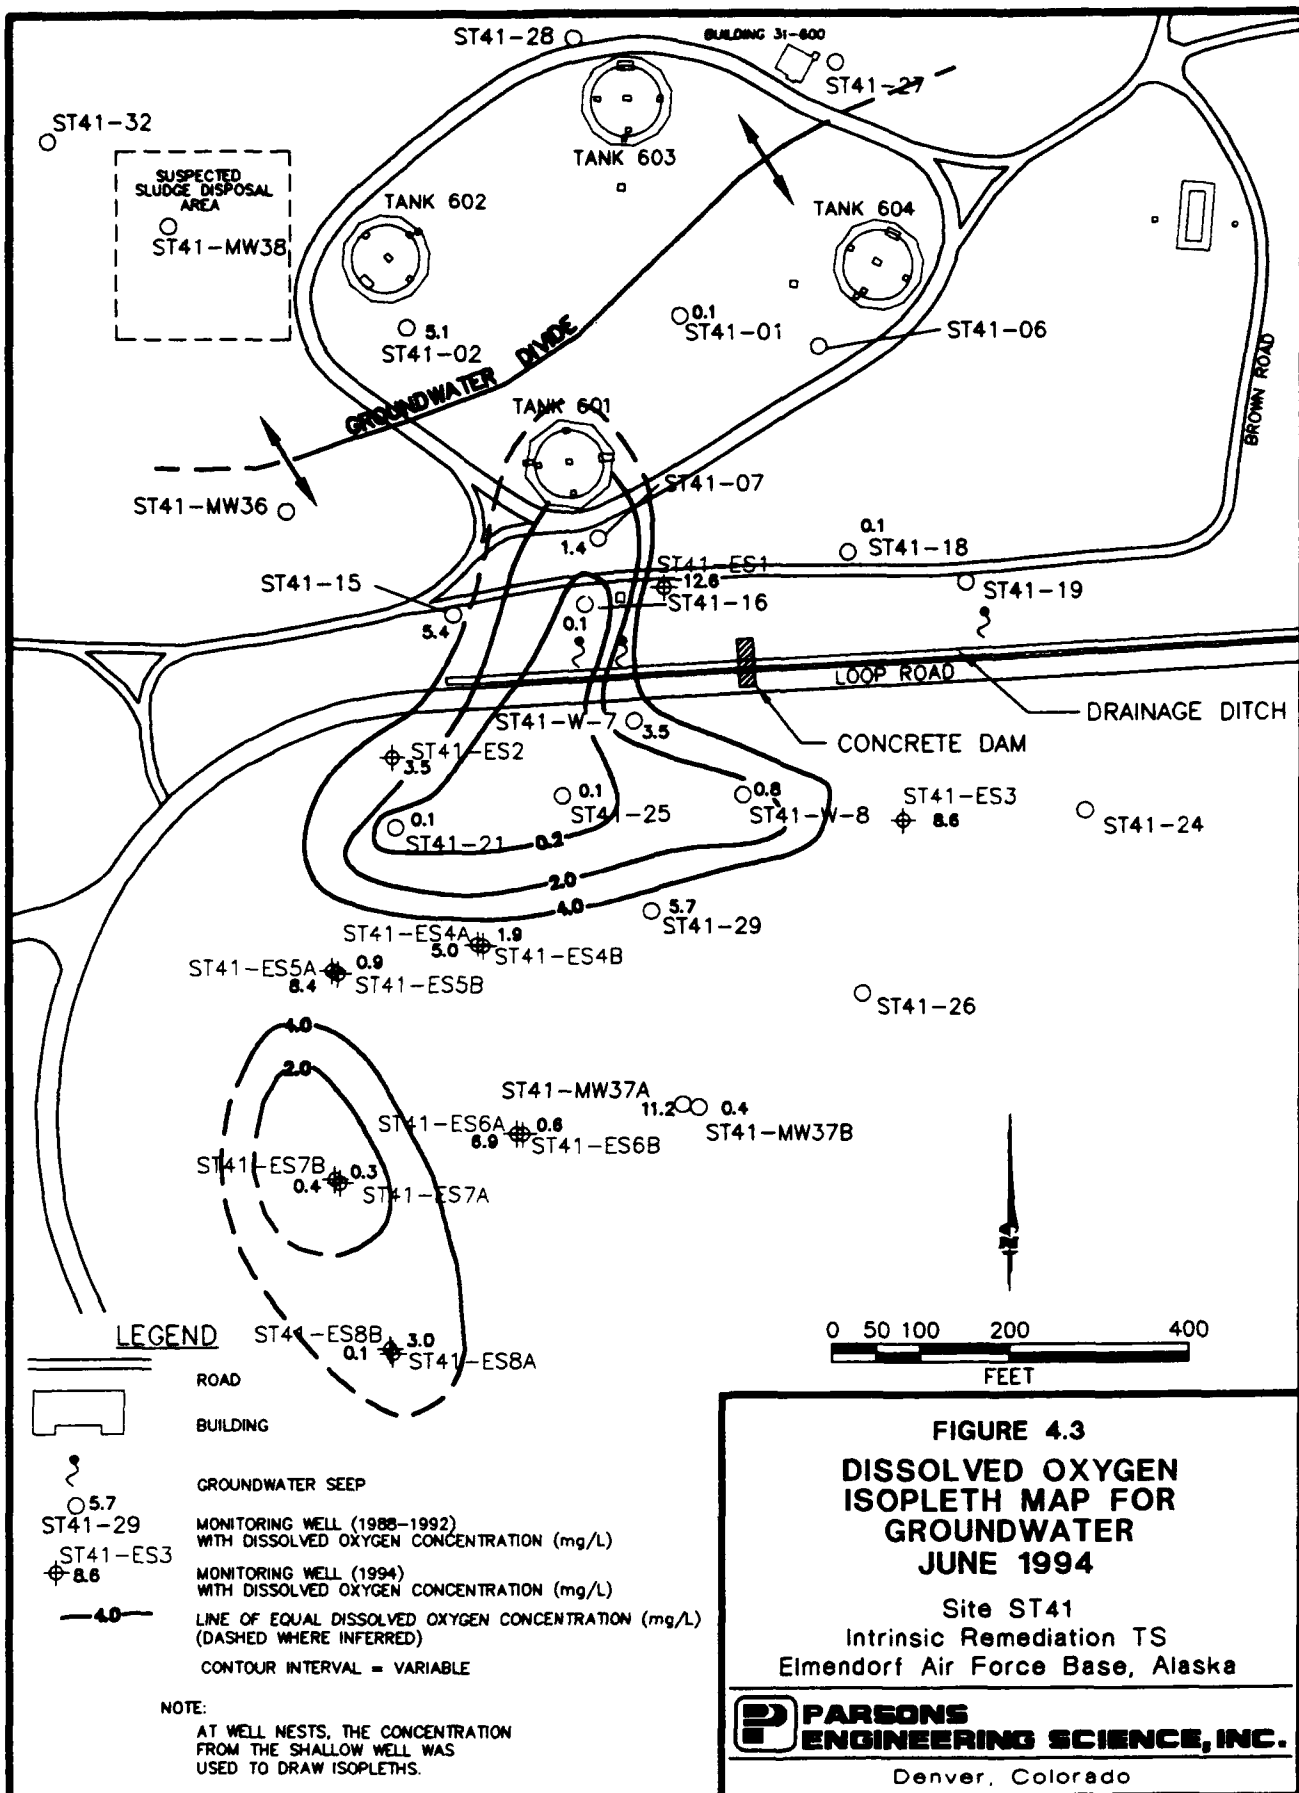 ST41-28
BUILDING 31-600
ST41-27
ST41-32
TANK 603
SUSPECTED
SLUDGE DISPOSAL
AREA
ST41-MW38
TANK 602
TANK 604
5.1
ST41-02
0.1
ST41-01
ST41-06
GROUNDWATER DIVIDE
BROWN ROAD
TANK 601
ST41-07
ST41-MW36
1.4
0.1
ST41-18
ST41-ES1
12.6
ST41-15
ST41-16
ST41-19
5.4
0.1
LOOP ROAD
DRAINAGE DITCH
ST41-W-7
3.5
CONCRETE DAM
ST41-ES2
3.5
0.1
ST41-25
0.8
ST41-W-8
ST41-ES3
8.6
ST41-24
0.1
ST41-21
0.2
2.0
4.0
5.7
ST41-29
ST41-ES4A
1.9
5.0
ST41-ES4B
ST41-ES5A
0.9
8.4
ST41-ES5B
ST41-26
4.0
2.0
ST41-MW37A
11.2
0.4
ST41-MW37B
ST41-ES6A
0.6
6.9
ST41-ES6B
ST41-ES7B
0.3
0.4
ST41-ES7A
ST41-ES8B
3.0
0.1
ST41-ES8A
N
0 50 100 200 400
FEET
LEGEND
ROAD
BUILDING
GROUNDWATER SEEP
5.7
ST41-29
MONITORING WELL (1988-1992)
WITH DISSOLVED OXYGEN CONCENTRATION (mg/L)
ST41-ES3
8.6
MONITORING WELL (1994)
WITH DISSOLVED OXYGEN CONCENTRATION (mg/L)
4.0
LINE OF EQUAL DISSOLVED OXYGEN CONCENTRATION (mg/L)
(DASHED WHERE INFERRED)
CONTOUR INTERVAL = VARIABLE
NOTE:
AT WELL NESTS, THE CONCENTRATION
FROM THE SHALLOW WELL WAS
USED TO DRAW ISOPLETHS.
FIGURE 4.3
DISSOLVED OXYGEN
ISOPLETH MAP FOR
GROUNDWATER
JUNE 1994
Site ST41
Intrinsic Remediation TS
Elmendorf Air Force Base, Alaska
PARSONS
ENGINEERING SCIENCE, INC.
Denver, Colorado